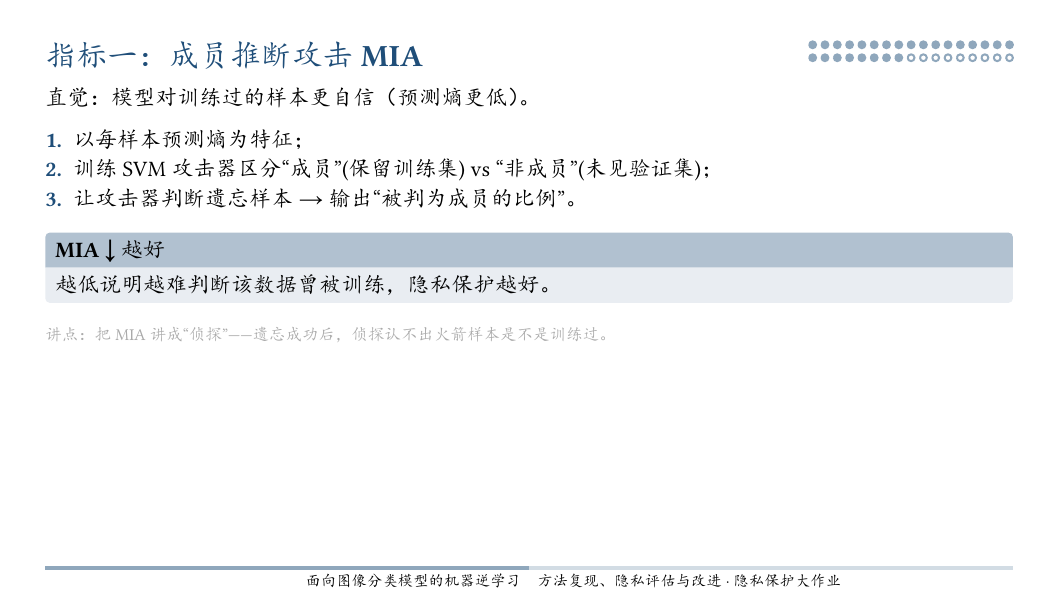 指标一：成员推断攻击 MIA
直觉：模型对训练过的样本更自信（预测熵更低）。
1. 以每样本预测熵为特征；
2. 训练 SVM 攻击器区分“成员”(保留训练集) vs “非成员”(未见验证集)；
3. 让攻击器判断遗忘样本 → 输出“被判为成员的比例”。
MIA ↓ 越好
越低说明越难判断该数据曾被训练，隐私保护越好。
讲点：把 MIA 讲成“侦探”——遗忘成功后，侦探认不出火箭样本是不是训练过。
面向图像分类模型的机器逆学习 方法复现、隐私评估与改进 · 隐私保护大作业